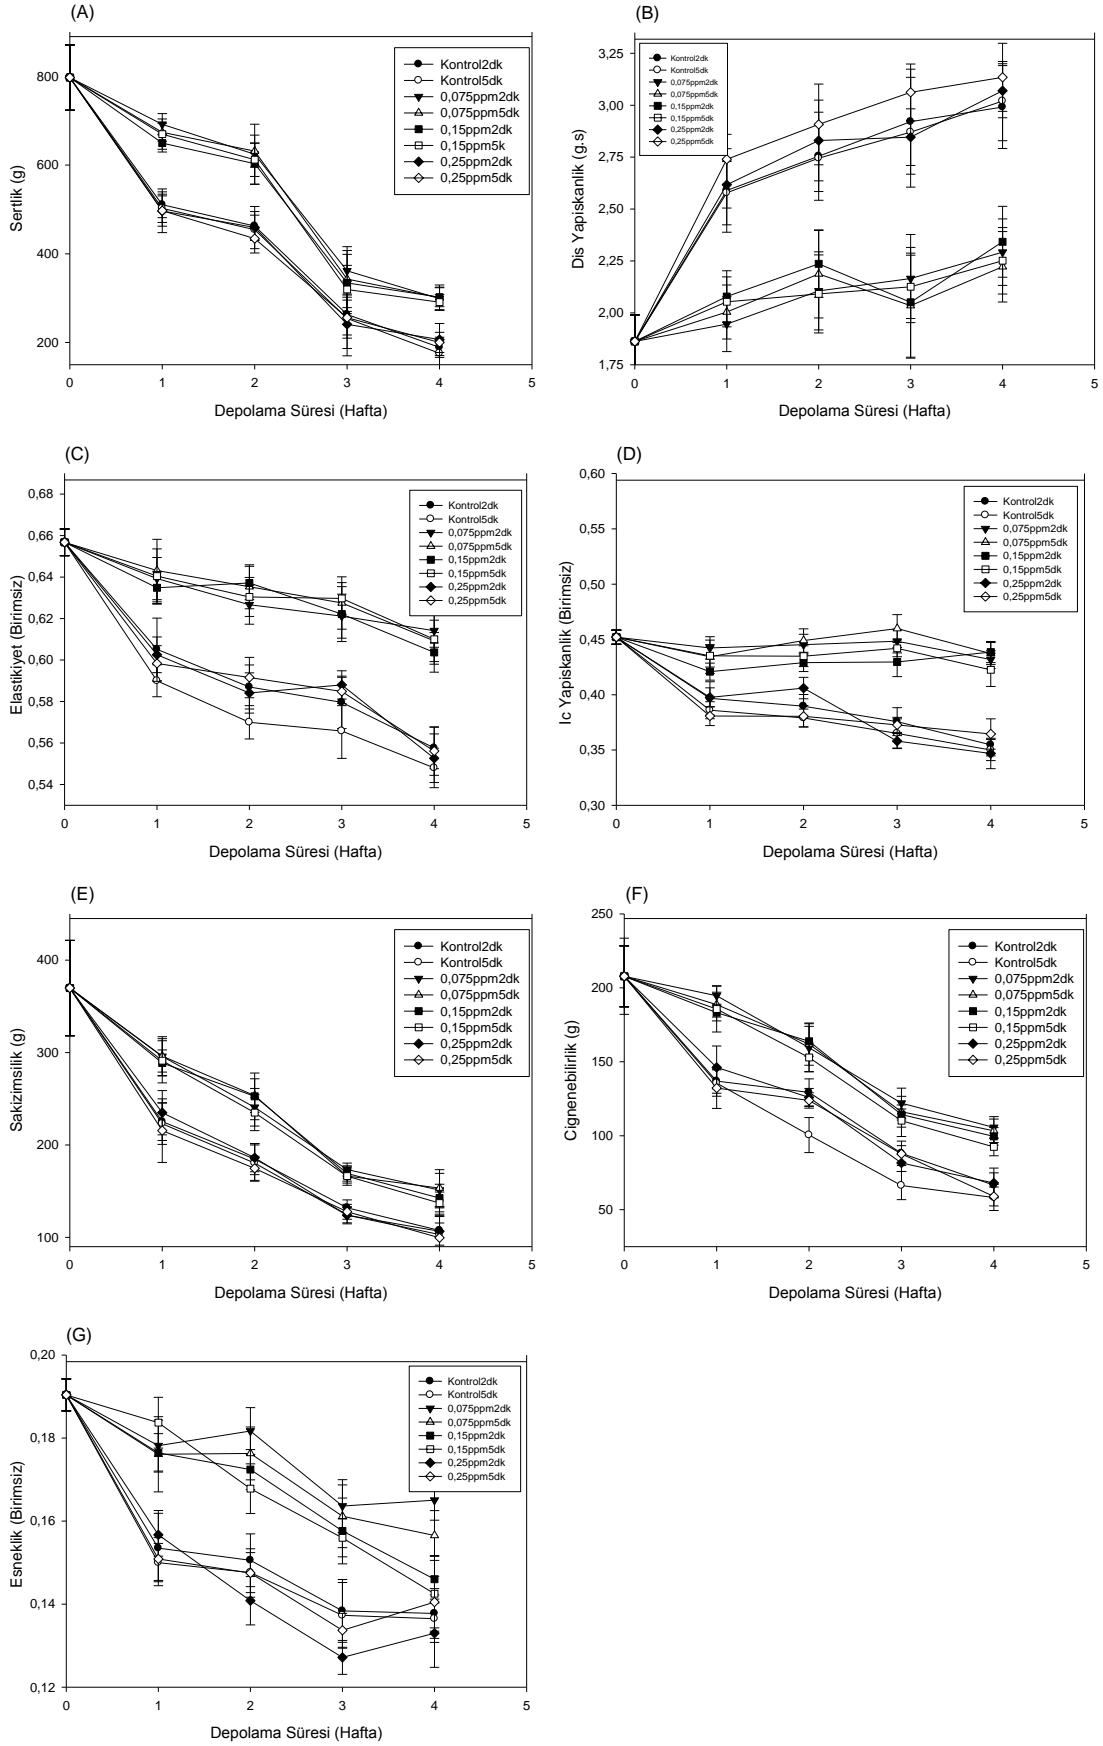 (A)
Sertlik (g)
800
600
400
200
0 1 2 3 4 5
Depolama Süresi (Hafta)
Kontrol2dk
Kontrol5dk
0,075ppm2dk
0,075ppm5dk
0,15ppm2dk
0,15ppm5k
0,25ppm2dk
0,25ppm5dk
(B)
Dis Yapiskanlik (g.s)
3,25
3,00
2,75
2,50
2,25
2,00
1,75
0 1 2 3 4 5
Depolama Süresi (Hafta)
Kontrol2dk
Kontrol5dk
0,075ppm2dk
0,075ppm5dk
0,15ppm2dk
0,15ppm5dk
0,25ppm2dk
0,25ppm5dk
(C)
Elastikiyet (Birimsiz)
0,68
0,66
0,64
0,62
0,60
0,58
0,56
0,54
0 1 2 3 4 5
Depolama Süresi (Hafta)
Kontrol2dk
Kontrol5dk
0,075ppm2dk
0,075ppm5dk
0,15ppm2dk
0,15ppm5dk
0,25ppm2dk
0,25ppm5dk
(D)
Ic Yapiskanlik (Birimsiz)
0,60
0,55
0,50
0,45
0,40
0,35
0,30
0 1 2 3 4 5
Depolama Süresi (Hafta)
Kontrol2dk
Kontrol5dk
0,075ppm2dk
0,075ppm5dk
0,15ppm2dk
0,15ppm5dk
0,25ppm2dk
0,25ppm5dk
(E)
Sakizimsilik (g)
400
300
200
100
0 1 2 3 4 5
Depolama Süresi (Hafta)
Kontrol2dk
Kontrol5dk
0,075ppm2dk
0,075ppm5dk
0,15ppm2dk
0,15ppm5dk
0,25ppm2dk
0,25ppm5dk
(F)
Cignenebilirlik (g)
250
200
150
100
50
0 1 2 3 4 5
Depolama Süresi (Hafta)
Kontrol2dk
Kontrol5dk
0,075ppm2dk
0,075ppm5dk
0,15ppm2dk
0,15ppm5dk
0,25ppm2dk
0,25ppm5dk
(G)
Esneklik (Birimsiz)
0,20
0,18
0,16
0,14
0,12
0 1 2 3 4 5
Depolama Süresi (Hafta)
Kontrol2dk
Kontrol5dk
0,075ppm2dk
0,075ppm5dk
0,15ppm2dk
0,15ppm5dk
0,25ppm2dk
0,25ppm5dk